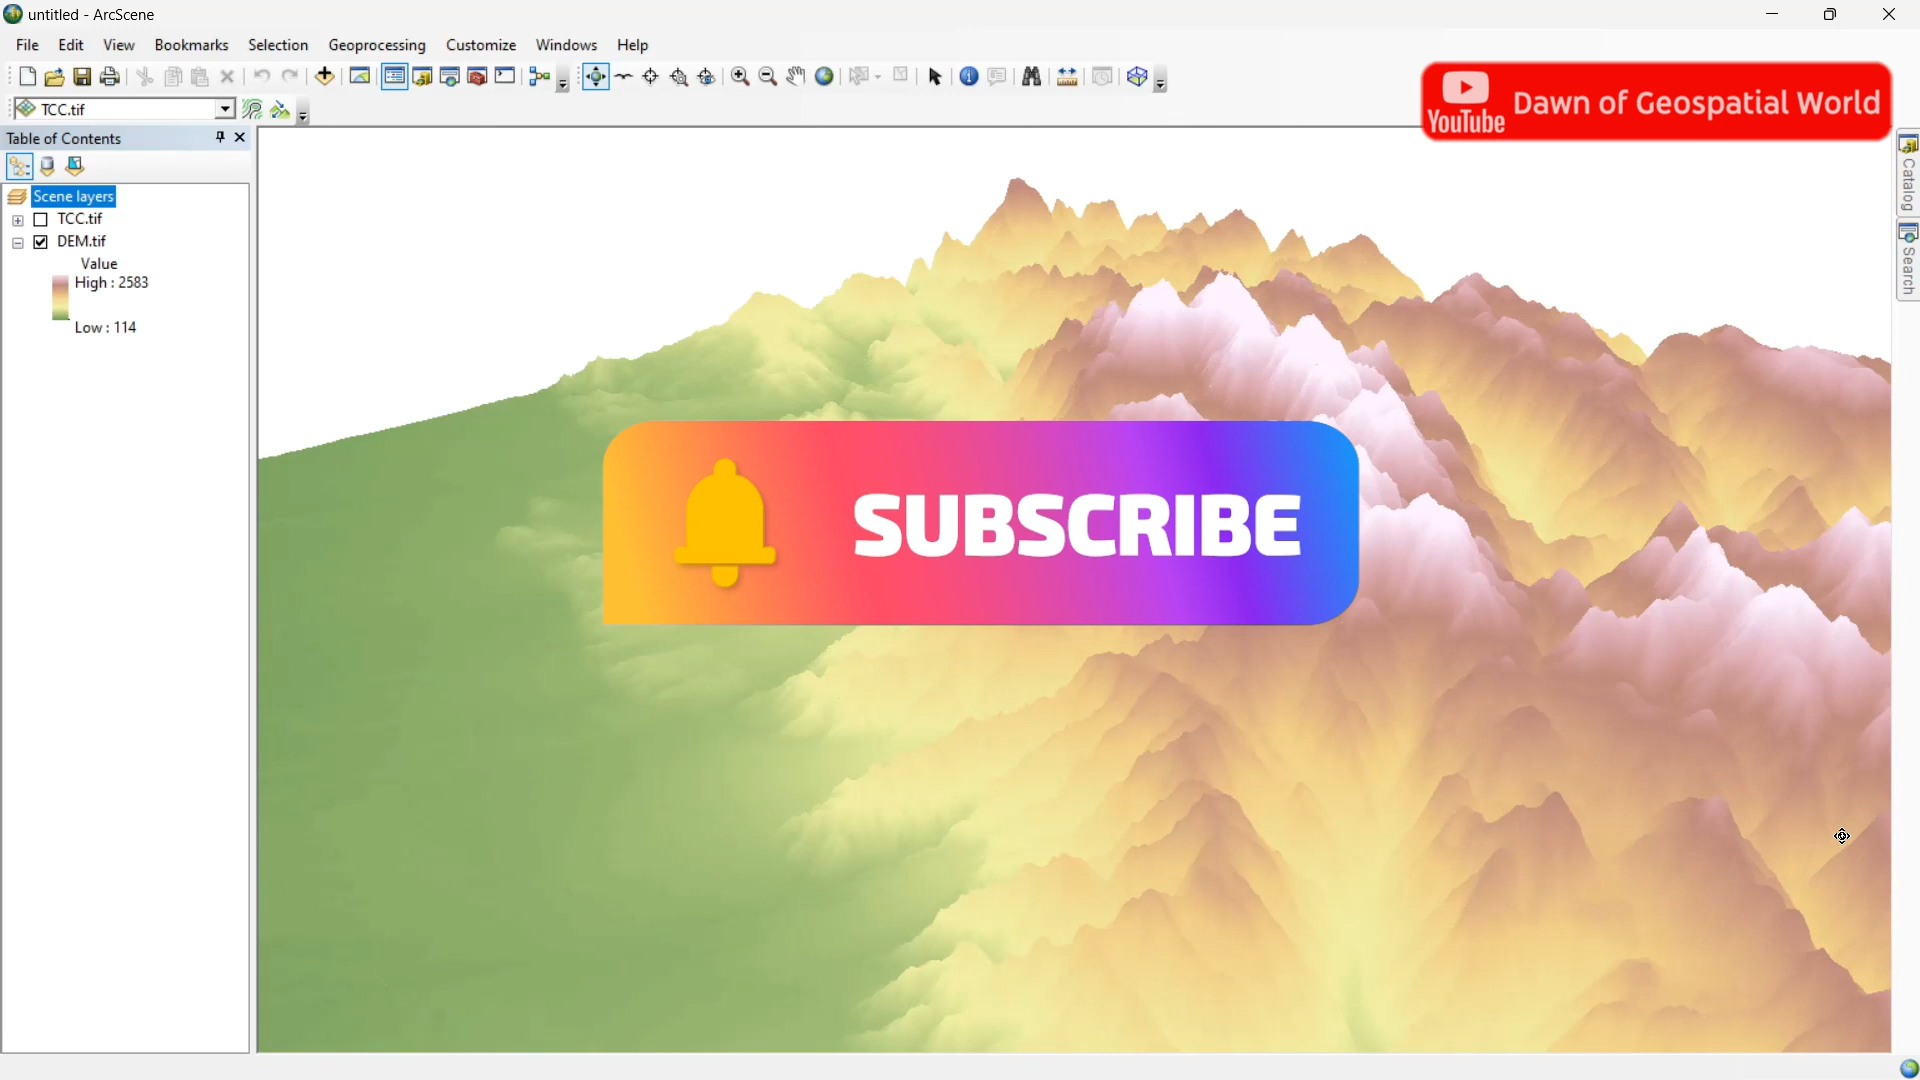 untitled - ArcScene
File Edit View Bookmarks Selection Geoprocessing Customize Windows Help
TCC.tif
YouTube Dawn of Geospatial World
Table of Contents
Scene layers
TCC.tif
DEM.tif
Value
High : 2583
Low : 114
SUBSCRIBE
Catalog
Search